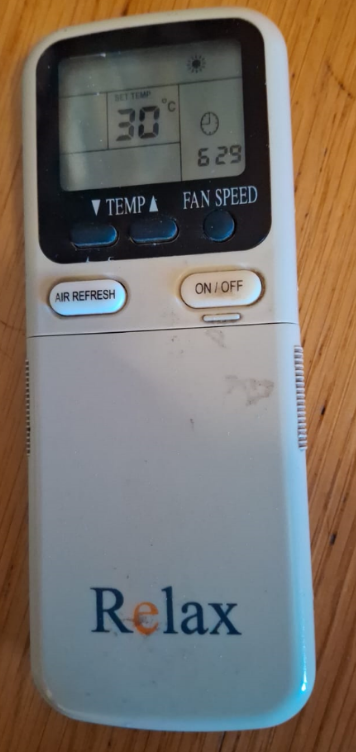 SET TEMP.
30°C
6 29
▼ TEMP ▲ FAN SPEED
AIR REFRESH
ON / OFF
Relax